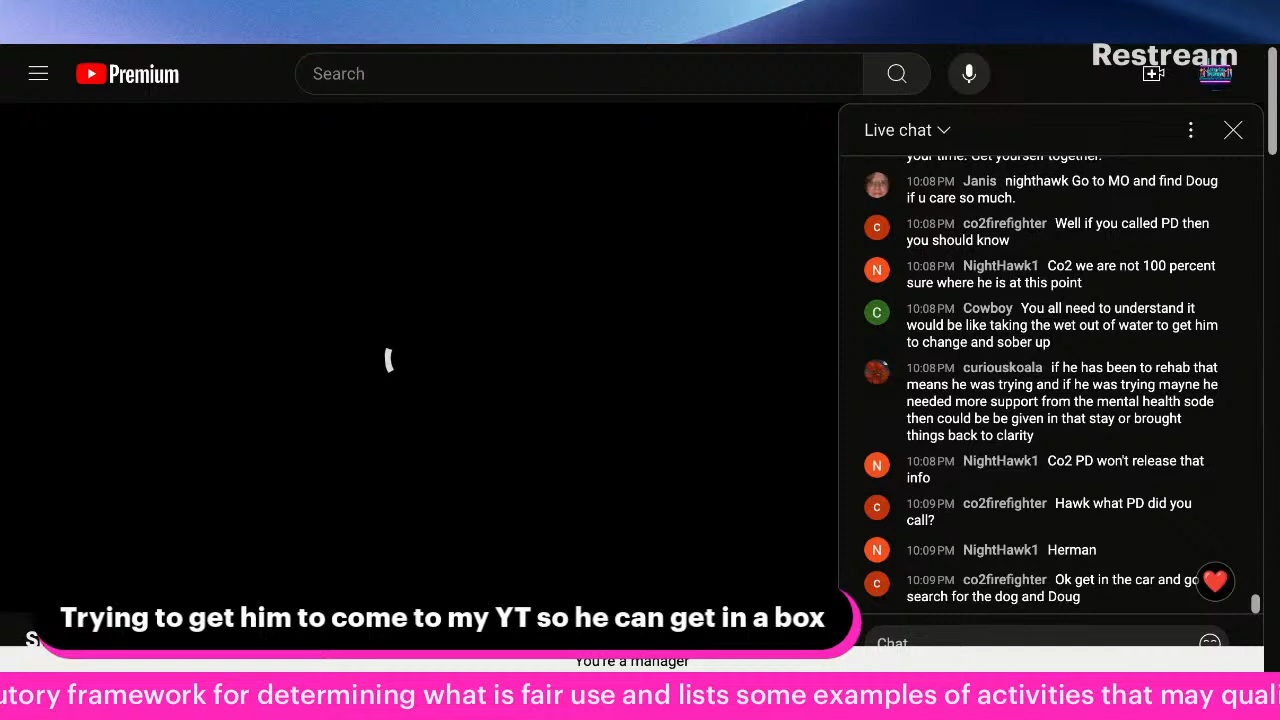 Restream
Premium
Search
Live chat
your time. Get yourself together.
10:08 PM Janis nighthawk Go to MO and find Doug
if u care so much.
C
10:08 PM co2firefighter Well if you called PD then
you should know
N
10:08 PM NightHawk1 Co2 we are not 100 percent
sure where he is at this point
C
10:08 PM Cowboy You all need to understand it
would be like taking the wet out of water to get him
to change and sober up
10:08 PM curiouskoala if he has been to rehab that
means he was trying and if he was trying mayne he
needed more support from the mental health sode
then could be be given in that stay or brought
things back to clarity
N
10:08 PM NightHawk1 Co2 PD won't release that
info
C
10:09 PM co2firefighter Hawk what PD did you
call?
N
10:09 PM NightHawk1 Herman
C
10:09 PM co2firefighter Ok get in the car and go
search for the dog and Doug
Chat
Trying to get him to come to my YT so he can get in a box
You're a manager
utory framework for determining what is fair use and lists some examples of activities that may quali